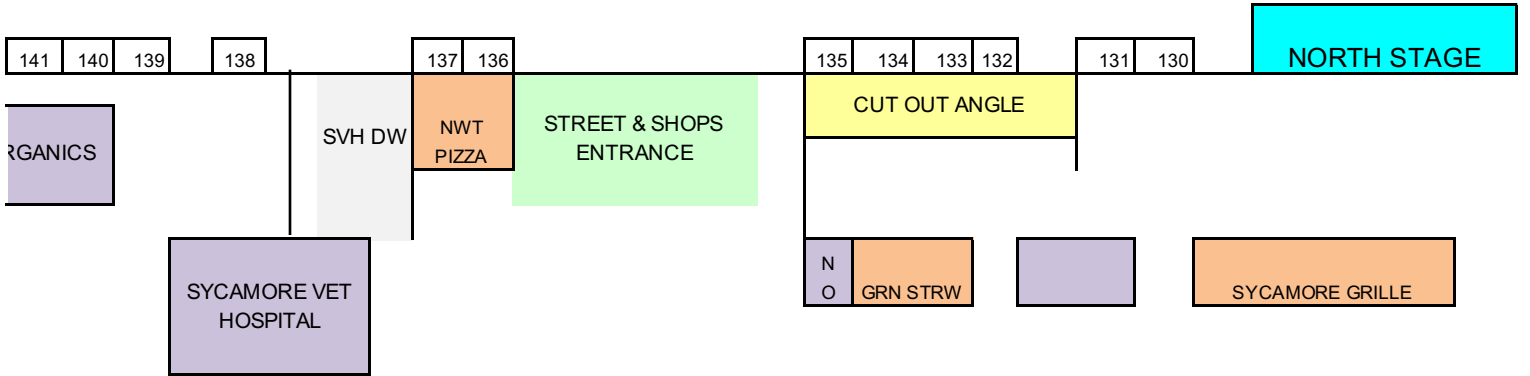 141 140 139 138 137 136 135 134 133 132 131 130 NORTH STAGE
CUT OUT ANGLE
SVH DW
NWT
PIZZA
STREET & SHOPS
ENTRANCE
RGANICS
SYCAMORE VET
HOSPITAL
N
O
GRN STRW
SYCAMORE GRILLE